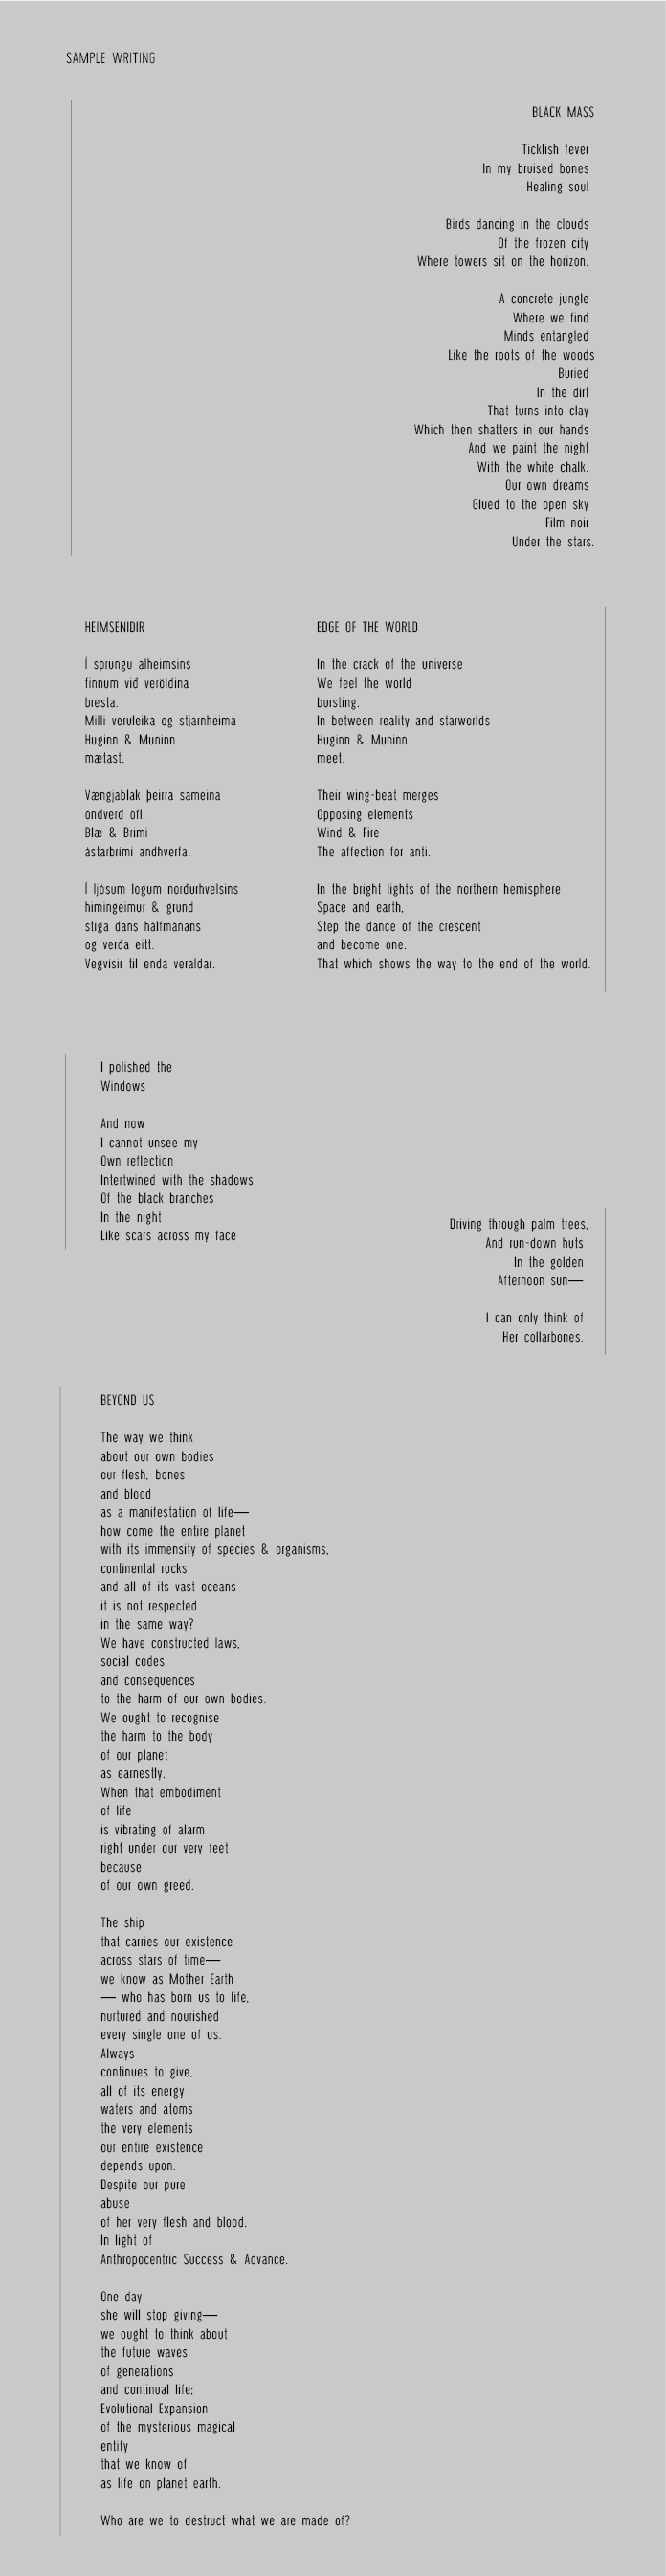 SAMPLE WRITING
BLACK MASS
Ticklish fever
In my bruised bones
Healing soul
Birds dancing in the clouds
Of the frozen city
Where towers sit on the horizon.
A concrete jungle
Where we find
Minds entangled
Like the roots of the woods
Buried
In the dirt
That turns into clay
Which then shatters in our hands
And we paint the night
With the white chalk.
Our own dreams
Glued to the open sky
Film noir
Under the stars.
HEIMSENIDIR
Í sprungu alheimsins
finnum við veröldina
bresta.
Milli veruleika og stjarnheima
Huginn & Muninn
mætast.
Vængjablak þeirra sameina
öndverð öfl.
Blæ & Brimi
ástarbrimi andhverfa.
Í ljósum logum norðurhvelsins
himingeimur & grund
stíga dans hálfmánans
og verða eitt.
Vegvísir til enda veraldar.
EDGE OF THE WORLD
In the crack of the universe
We feel the world
bursting.
In between reality and starworlds
Huginn & Muninn
meet.
Their wing-beat merges
Opposing elements
Wind & Fire
The affection for anti.
In the bright lights of the northern hemisphere
Space and earth,
Step the dance of the crescent
and become one.
That which shows the way to the end of the world.
I polished the
Windows
And now
I cannot unsee my
Own reflection
Intertwined with the shadows
Of the black branches
In the night
Like scars across my face
Driving through palm trees,
And run-down huts
In the golden
Afternoon sun—
I can only think of
Her collarbones.
BEYOND US
The way we think
about our own bodies
our flesh, bones
and blood
as a manifestation of life—
how come the entire planet
with its immensity of species & organisms,
continental rocks
and all of its vast oceans
it is not respected
in the same way?
We have constructed laws,
social codes
and consequences
to the harm of our own bodies.
We ought to recognise
the harm to the body
of our planet
as earnestly.
When that embodiment
of life
is vibrating of alarm
right under our very feet
because
of our own greed.
The ship
that carries our existence
across stars of time—
we know as Mother Earth
— who has born us to life,
nurtured and nourished
every single one of us.
Always
continues to give,
all of its energy
waters and atoms
the very elements
our entire existence
depends upon.
Despite our pure
abuse
of her very flesh and blood.
In light of
Anthropocentric Success & Advance.
One day
she will stop giving—
we ought to think about
the future waves
of generations
and continual life;
Evolutional Expansion
of the mysterious magical
entity
that we know of
as life on planet earth.
Who are we to destruct what we are made of?